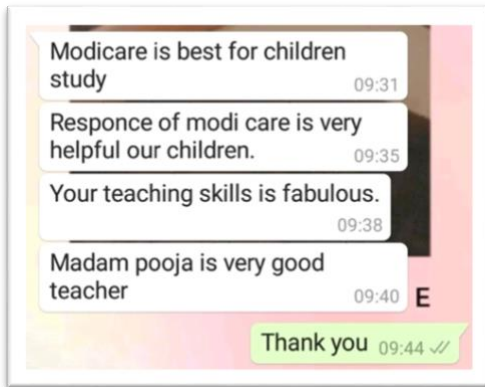 Modicare is best for children
study
09:31
Responce of modi care is very
helpful our children.
09:35
Your teaching skills is fabulous.
09:38
Madam pooja is very good
teacher
09:40
E
Thank you 09:44